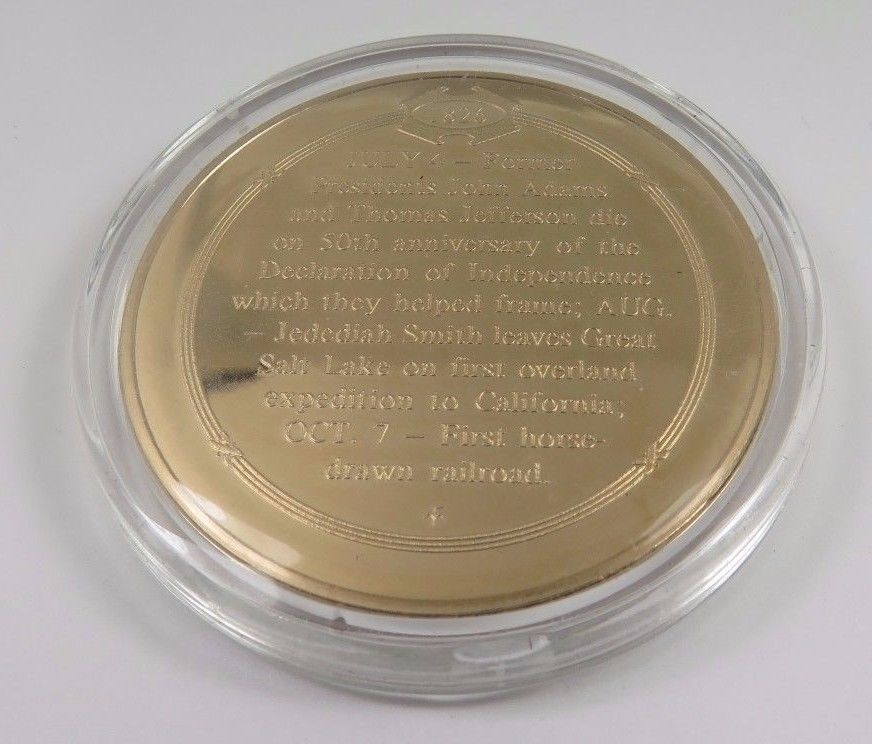 1826
JULY 4 – Former
Presidents John Adams
and Thomas Jefferson die
on 50th anniversary of the
Declaration of Independence
which they helped frame; AUG.
– Jedediah Smith leaves Great
Salt Lake on first overland
expedition to California;
OCT. 7 – First horse-
drawn railroad.